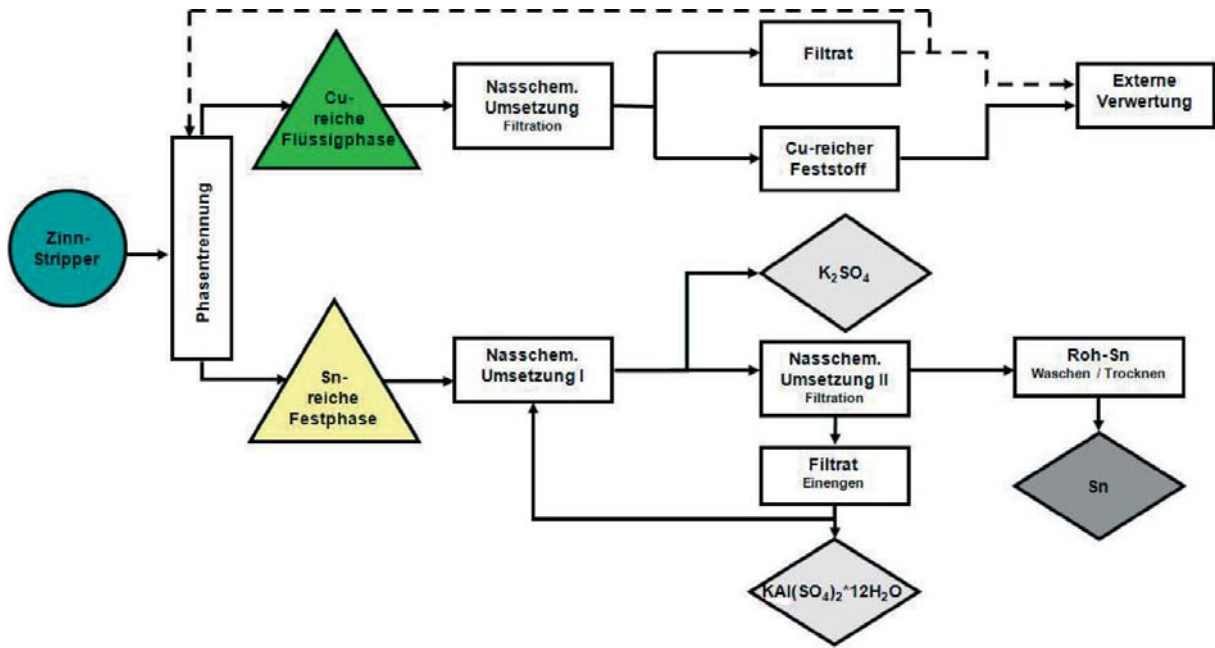 Zinn-
Stripper
Phasentrennung
Cu-
reiche
Flüssigphase
Nasschem.
Umsetzung
Filtration
Filtrat
Cu-reicher
Feststoff
Externe
Verwertung
Sn-
reiche
Festphase
Nasschem.
Umsetzung I
K₂SO₄
Nasschem.
Umsetzung II
Filtration
Roh-Sn
Waschen / Trocknen
Sn
Filtrat
Einengen
KAl(SO₄)₂*12H₂O